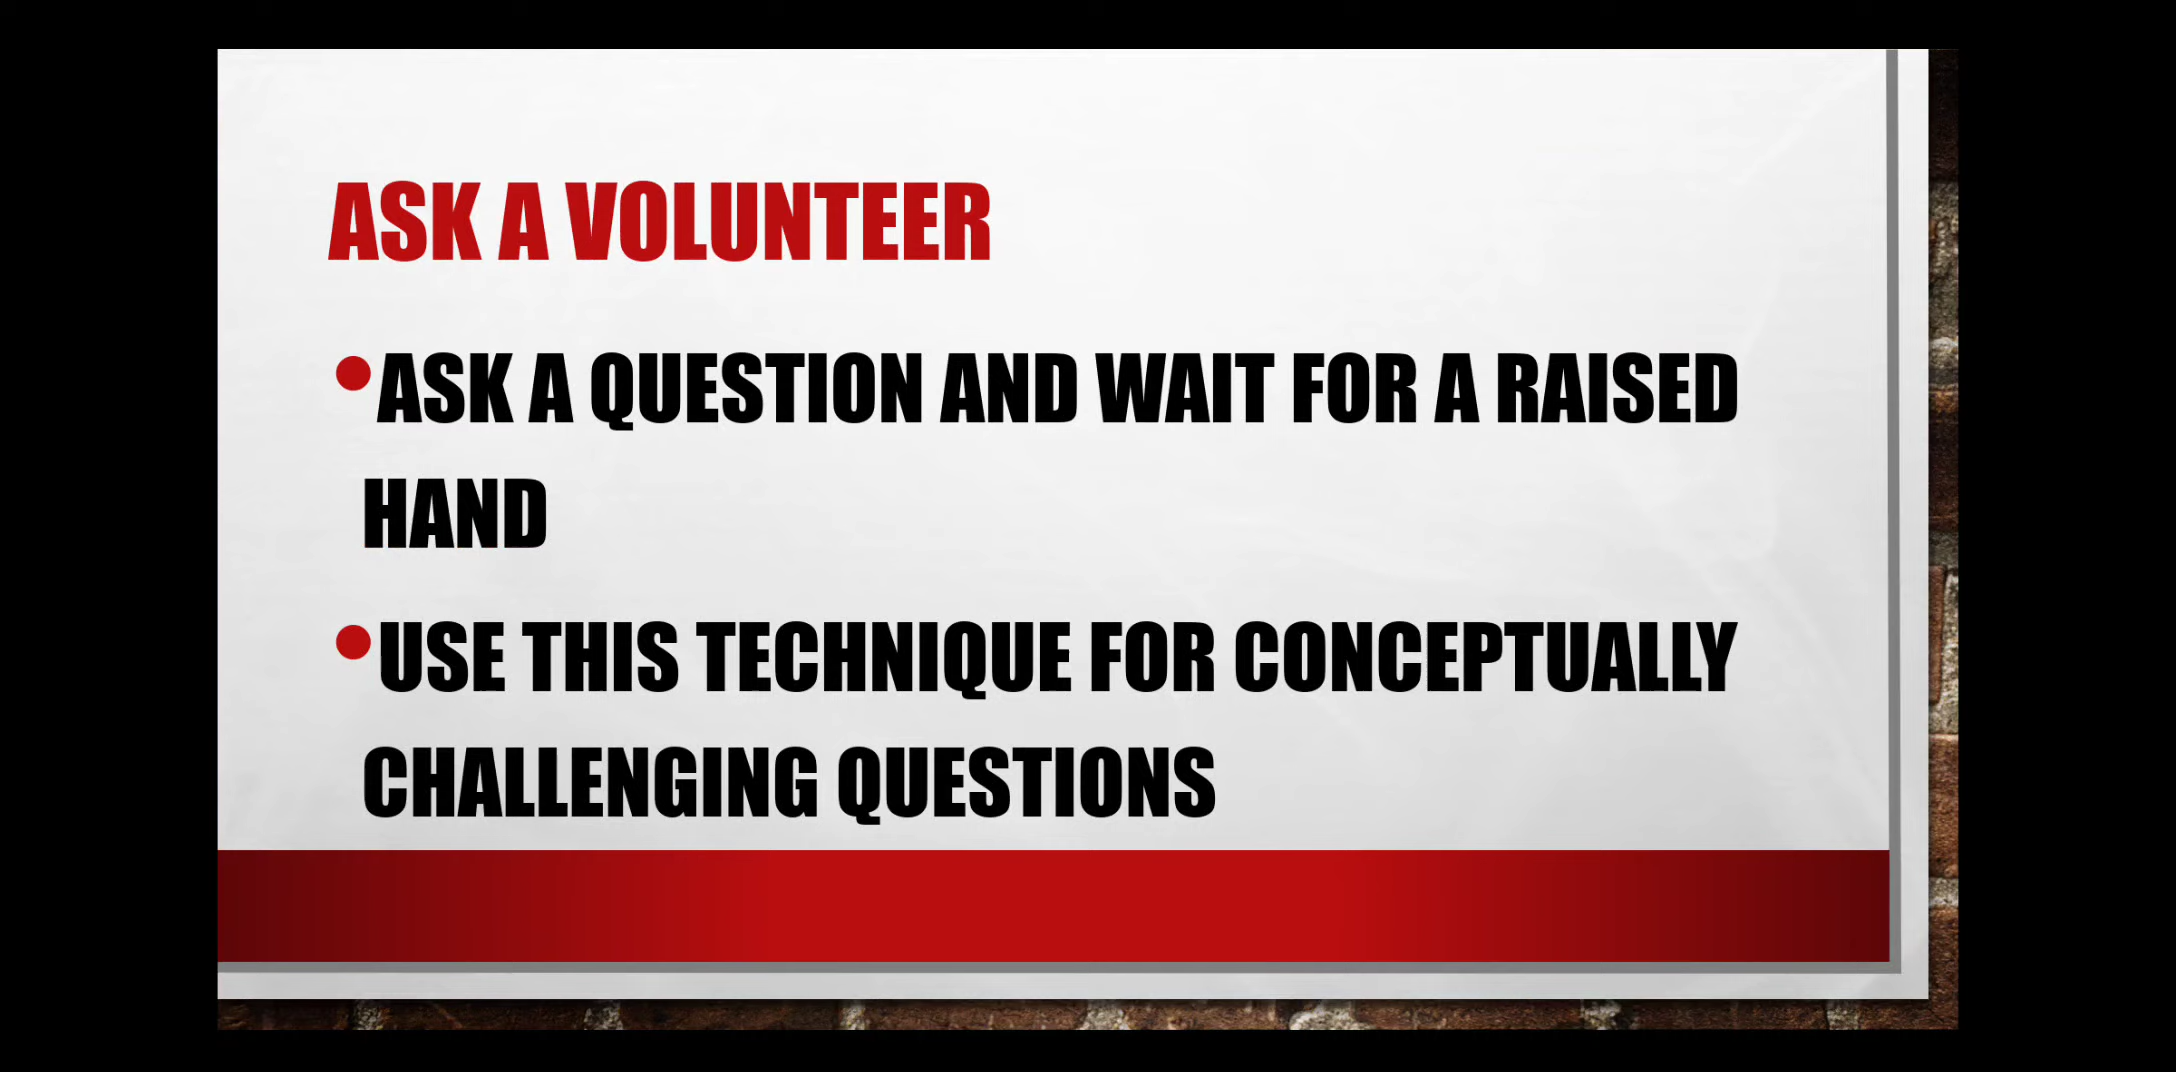 ASK A VOLUNTEER
•ASK A QUESTION AND WAIT FOR A RAISED
HAND
•USE THIS TECHNIQUE FOR CONCEPTUALLY
CHALLENGING QUESTIONS